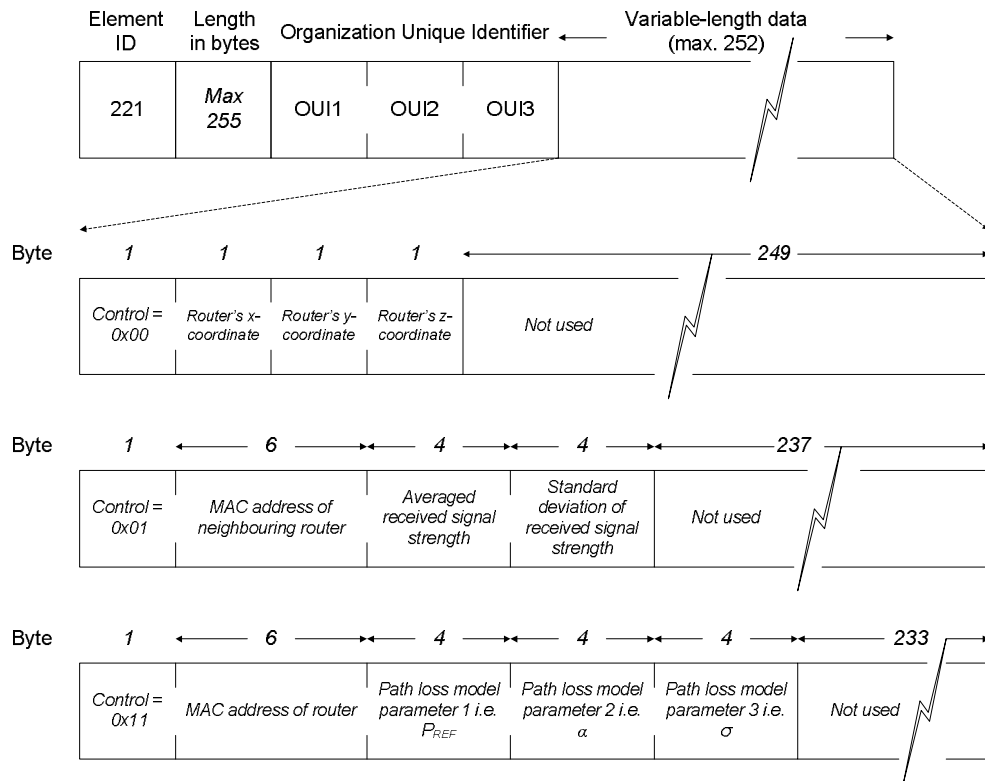 Element ID
Length in bytes
Organization Unique Identifier
Variable-length data (max. 252)
221
Max 255
OUI1
OUI2
OUI3
Byte 1 1 1 1 249
Control = 0x00
Router's x-coordinate
Router's y-coordinate
Router's z-coordinate
Not used
Byte 1 6 4 4 237
Control = 0x01
MAC address of neighbouring router
Averaged received signal strength
Standard deviation of received signal strength
Not used
Byte 1 6 4 4 4 233
Control = 0x11
MAC address of router
Path loss model parameter 1 i.e. PREF
Path loss model parameter 2 i.e. α
Path loss model parameter 3 i.e. σ
Not used